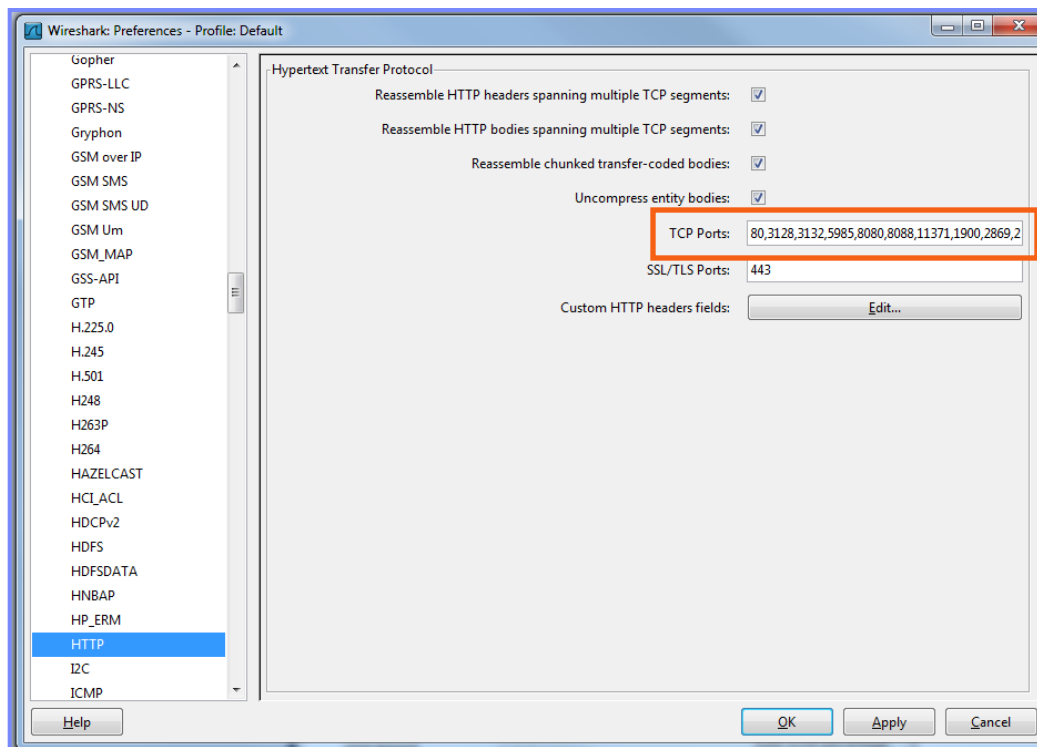 Wireshark: Preferences - Profile: Default
Gopher
GPRS-LLC
GPRS-NS
Gryphon
GSM over IP
GSM SMS
GSM SMS UD
GSM Um
GSM_MAP
GSS-API
GTP
H.225.0
H.245
H.501
H248
H263P
H264
HAZELCAST
HCI_ACL
HDCPv2
HDFS
HDFSDATA
HNBAP
HP_ERM
HTTP
I2C
ICMP
Hypertext Transfer Protocol
Reassemble HTTP headers spanning multiple TCP segments:
Reassemble HTTP bodies spanning multiple TCP segments:
Reassemble chunked transfer-coded bodies:
Uncompress entity bodies:
TCP Ports: 80,3128,3132,5985,8080,8088,11371,1900,2869,2
SSL/TLS Ports: 443
Custom HTTP headers fields: Edit...
Help OK Apply Cancel